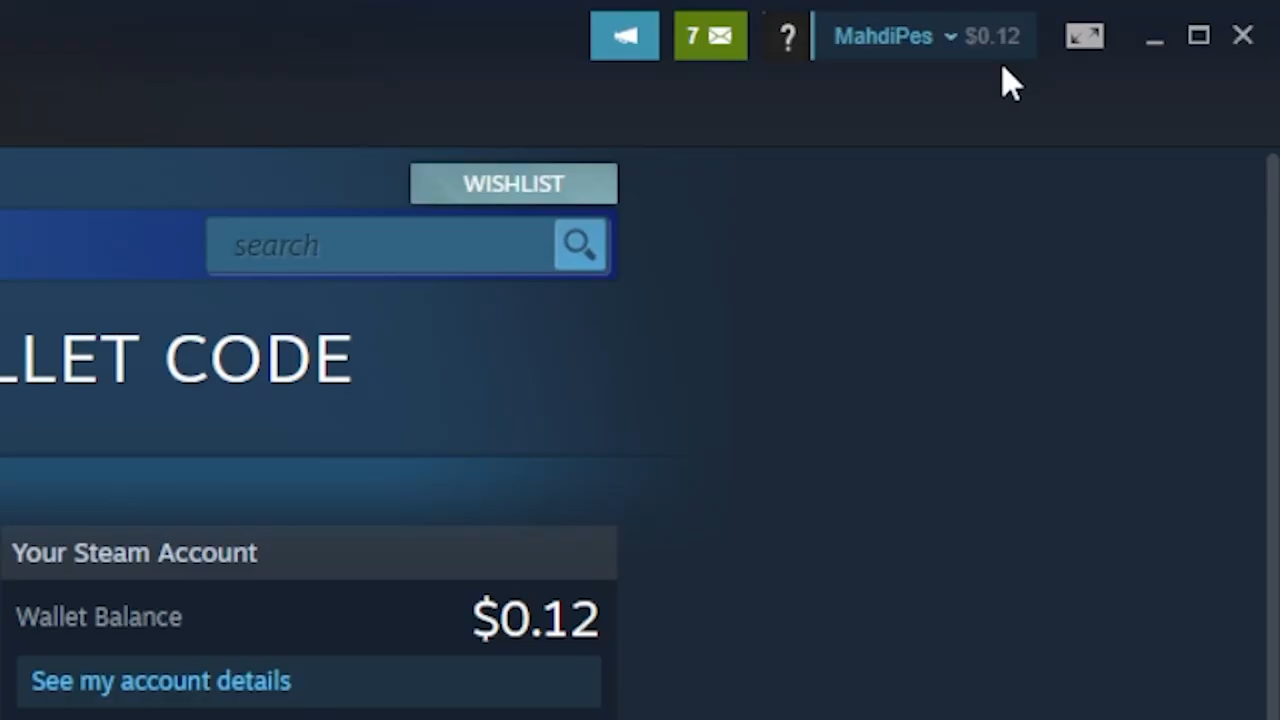 7 ? MahdiPes $0.12
WISHLIST
search
LLET CODE
Your Steam Account
Wallet Balance $0.12
See my account details